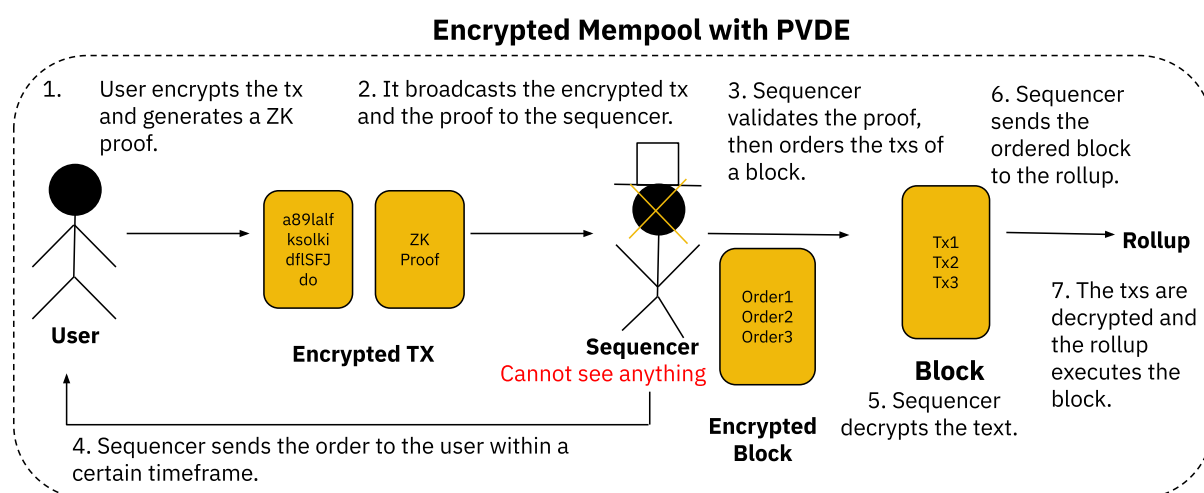 Encrypted Mempool with PVDE
1. User encrypts the tx
and generates a ZK
proof.
2. It broadcasts the encrypted tx
and the proof to the sequencer.
3. Sequencer
validates the proof,
then orders the txs of
a block.
6. Sequencer
sends the
ordered block
to the rollup.
a89lalf
ksolki
dflSFJ
do
ZK
Proof
Order1
Order2
Order3
Tx1
Tx2
Tx3
Rollup
User
Encrypted TX
Sequencer
Cannot see anything
Encrypted
Block
Block
5. Sequencer
decrypts the text.
7. The txs are
decrypted and
the rollup
executes the
block.
4. Sequencer sends the order to the user within a
certain timeframe.